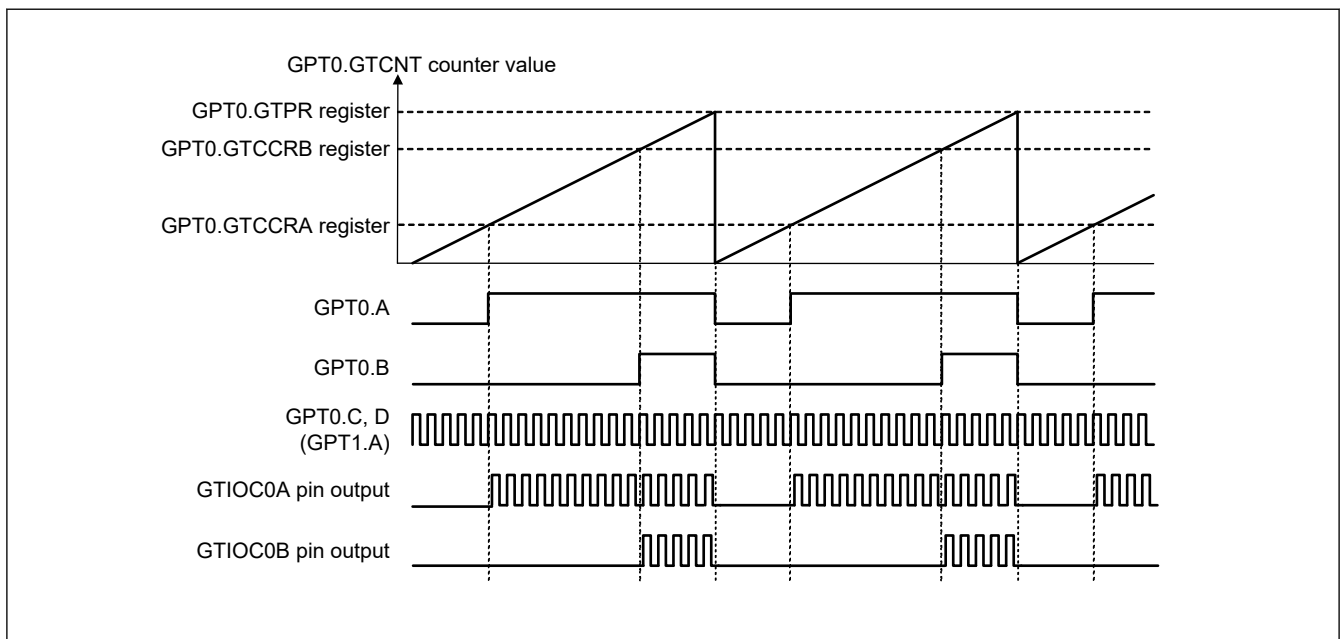 GPT0.GTCNT counter value
GPT0.GTPR register
GPT0.GTCCRB register
GPT0.GTCCRA register
GPT0.A
GPT0.B
GPT0.C, D
(GPT1.A)
GTIOC0A pin output
GTIOC0B pin output